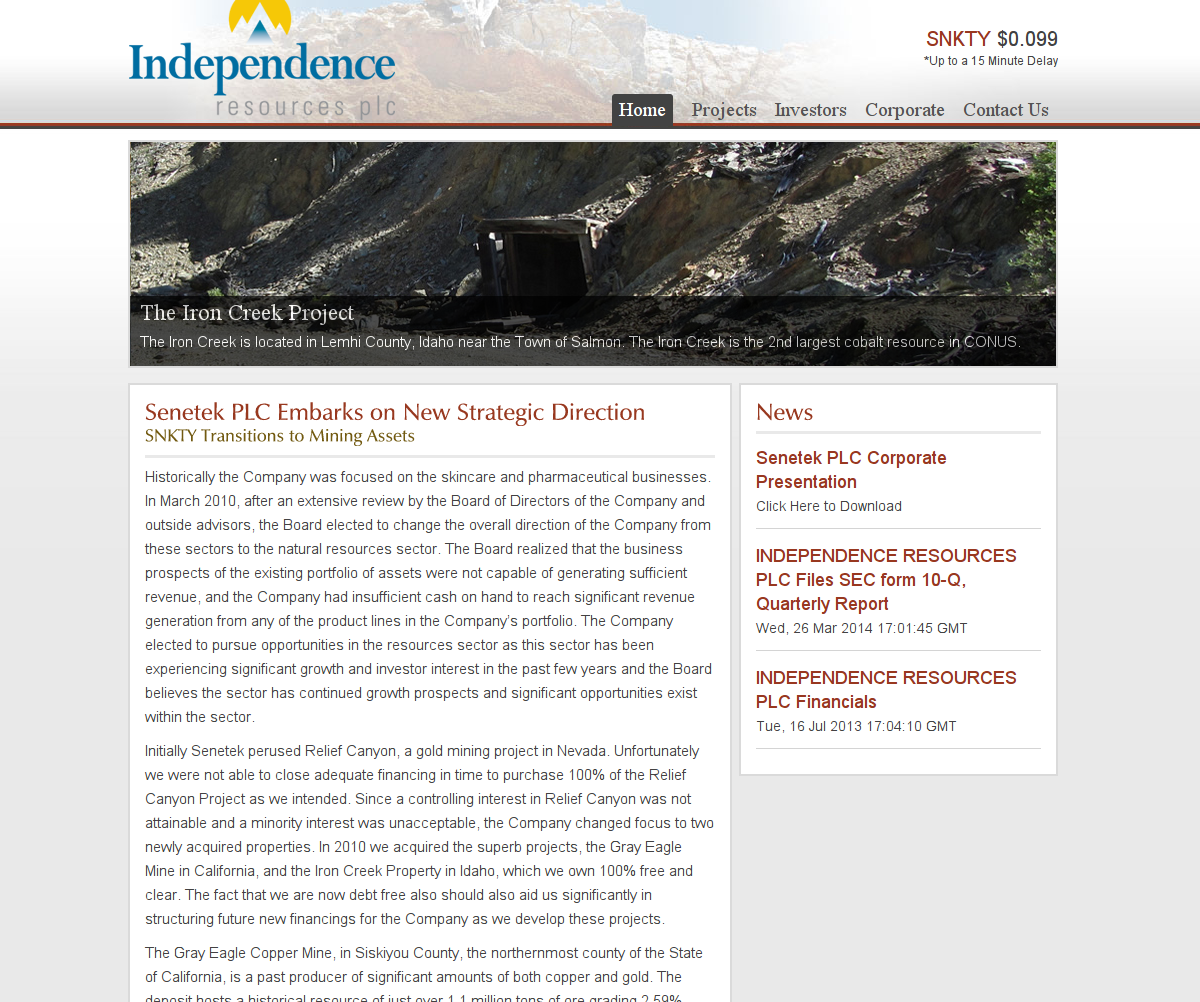 Independence
resources plc
SNKTY $0.099
*Up to a 15 Minute Delay
Home
Projects
Investors
Corporate
Contact Us
The Iron Creek Project
The Iron Creek is located in Lemhi County, Idaho near the Town of Salmon. The Iron Creek is the 2nd largest cobalt resource in CONUS.
Senetek PLC Embarks on New Strategic Direction
SNKTY Transitions to Mining Assets
Historically the Company was focused on the skincare and pharmaceutical businesses.
In March 2010, after an extensive review by the Board of Directors of the Company and
outside advisors, the Board elected to change the overall direction of the Company from
these sectors to the natural resources sector. The Board realized that the business
prospects of the existing portfolio of assets were not capable of generating sufficient
revenue, and the Company had insufficient cash on hand to reach significant revenue
generation from any of the product lines in the Company's portfolio. The Company
elected to pursue opportunities in the resources sector as this sector has been
experiencing significant growth and investor interest in the past few years and the Board
believes the sector has continued growth prospects and significant opportunities exist
within the sector.
Initially Senetek perused Relief Canyon, a gold mining project in Nevada. Unfortunately
we were not able to close adequate financing in time to purchase 100% of the Relief
Canyon Project as we intended. Since a controlling interest in Relief Canyon was not
attainable and a minority interest was unacceptable, the Company changed focus to two
newly acquired properties. In 2010 we acquired the superb projects, the Gray Eagle
Mine in California, and the Iron Creek Property in Idaho, which we own 100% free and
clear. The fact that we are now debt free also should also aid us significantly in
structuring future new financings for the Company as we develop these projects.
The Gray Eagle Copper Mine, in Siskiyou County, the northernmost county of the State
of California, is a past producer of significant amounts of both copper and gold. The
deposit hosts a historical resource of just over 1.1 million tons of ore grading 2.59%
News
Senetek PLC Corporate
Presentation
Click Here to Download
INDEPENDENCE RESOURCES
PLC Files SEC form 10-Q,
Quarterly Report
Wed, 26 Mar 2014 17:01:45 GMT
INDEPENDENCE RESOURCES
PLC Financials
Tue, 16 Jul 2013 17:04:10 GMT